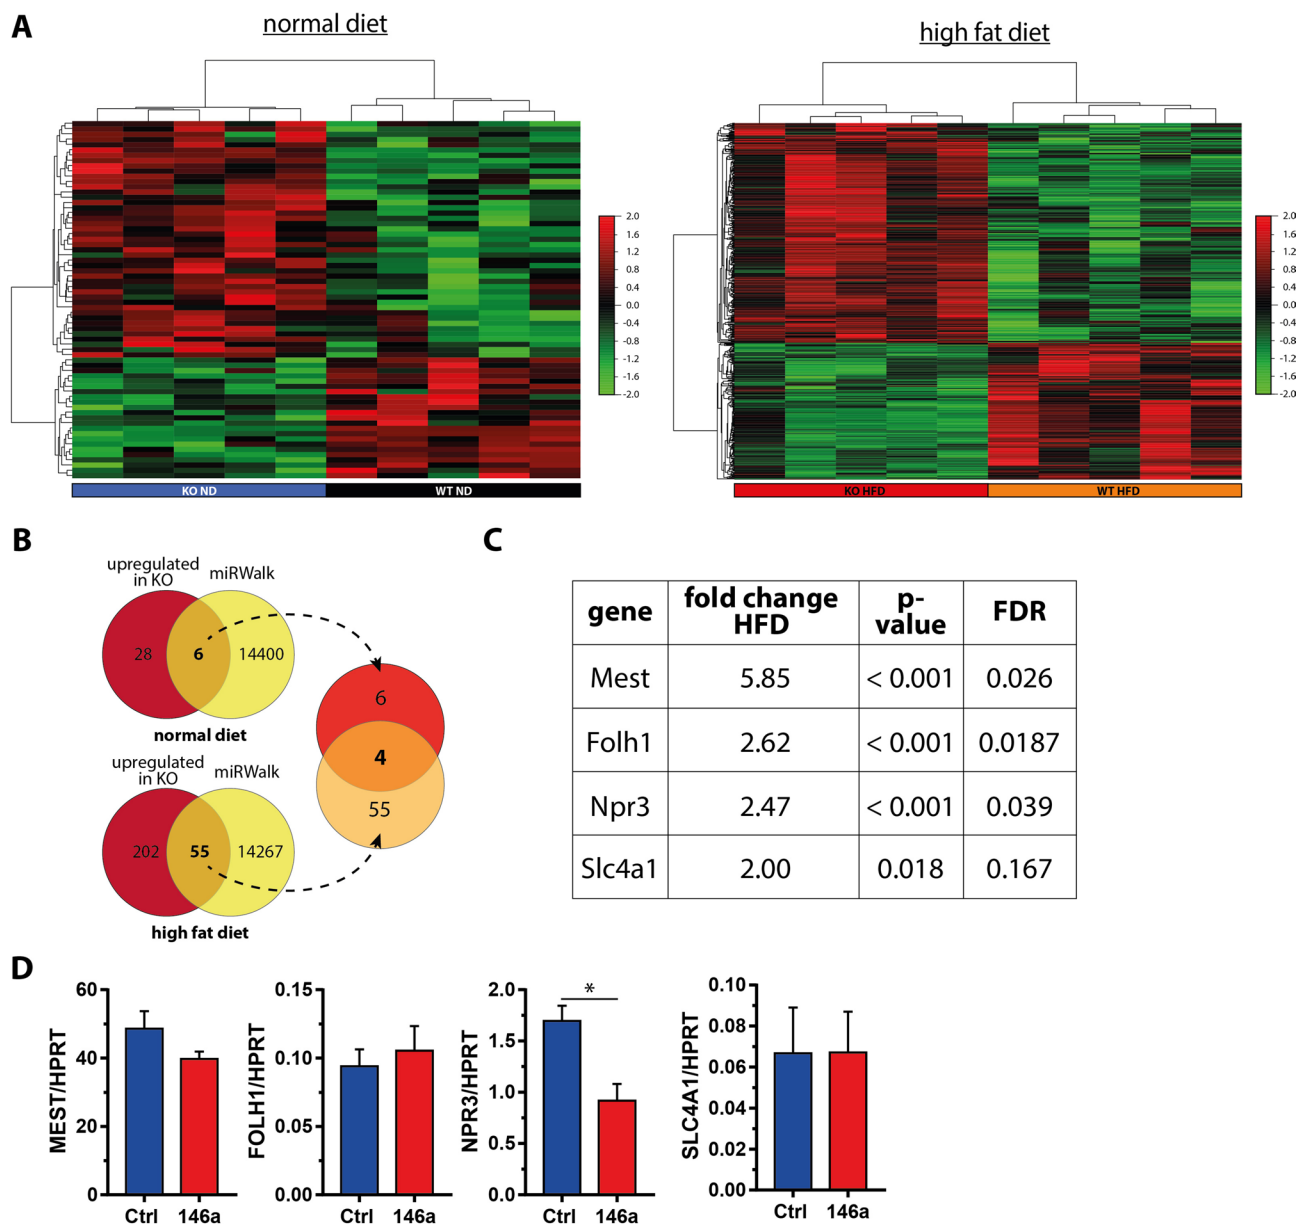 A
normal diet
high fat diet
2.0
1.6
1.2
0.8
0.4
0.0
-0.4
-0.8
-1.2
-1.6
-2.0
KO ND
WT ND
2.0
1.6
1.2
0.8
0.4
0.0
-0.4
-0.8
-1.2
-1.6
-2.0
KO HFD
WT HFD
B
upregulated
in KO
miRWalk
28
6
14400
normal diet
upregulated
in KO
miRWalk
202
55
14267
high fat diet
6
4
55
C
gene fold change HFD p-value FDR
Mest 5.85 < 0.001 0.026
Folh1 2.62 < 0.001 0.0187
Npr3 2.47 < 0.001 0.039
Slc4a1 2.00 0.018 0.167
D
MEST/HPRT
60
40
20
0
Ctrl 146a
FOLH1/HPRT
0.15
0.10
0.05
0.00
Ctrl 146a
NPR3/HPRT
2.0
1.5
1.0
0.5
0.0
*
Ctrl 146a
SLC4A1/HPRT
0.10
0.08
0.06
0.04
0.02
0.00
Ctrl 146a